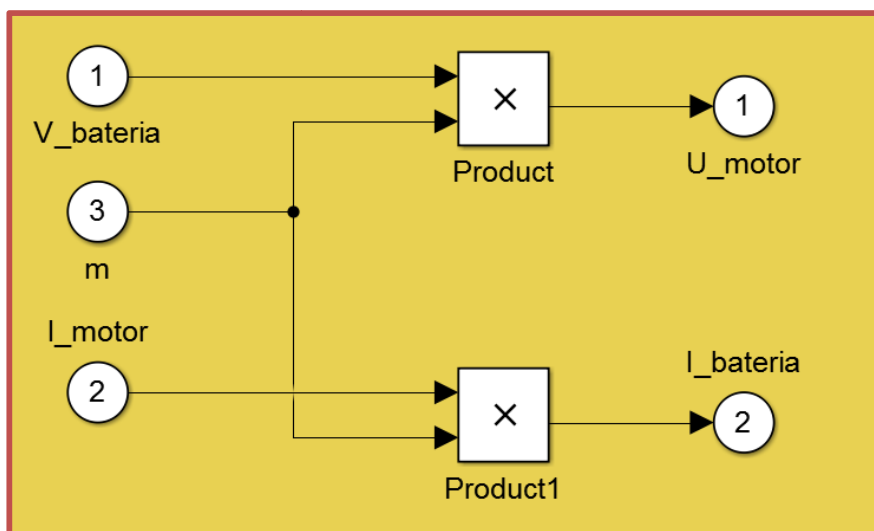 1
V_bateria
3
m
I_motor
2
×
Product
1
U_motor
×
Product1
I_bateria
2